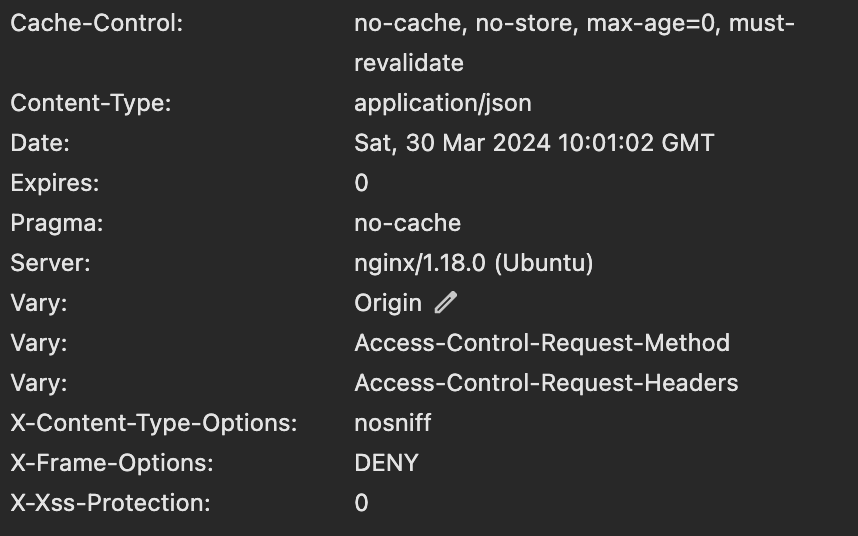 Cache-Control: no-cache, no-store, max-age=0, must-
revalidate
Content-Type: application/json
Date: Sat, 30 Mar 2024 10:01:02 GMT
Expires: 0
Pragma: no-cache
Server: nginx/1.18.0 (Ubuntu)
Vary: Origin
Vary: Access-Control-Request-Method
Vary: Access-Control-Request-Headers
X-Content-Type-Options: nosniff
X-Frame-Options: DENY
X-Xss-Protection: 0